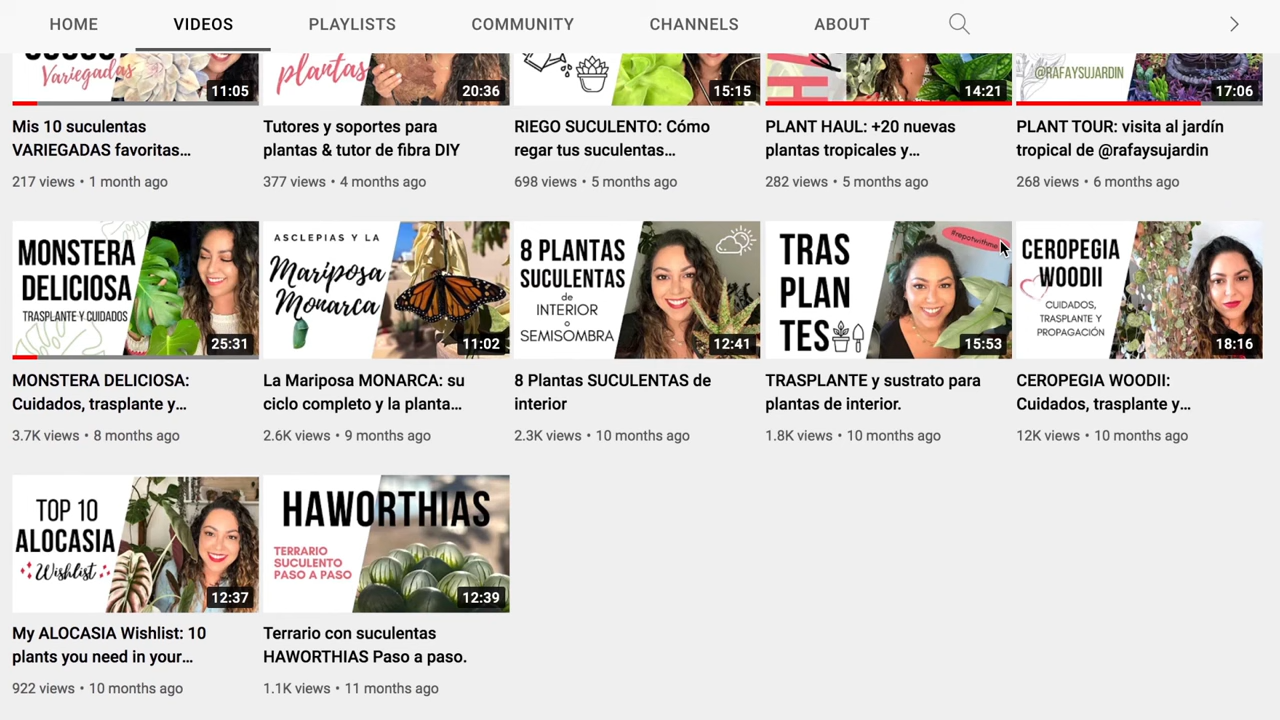 HOME VIDEOS PLAYLISTS COMMUNITY CHANNELS ABOUT
Variegadas
11:05
plantas
20:36
15:15
14:21
@RAFAYSUJARDIN
17:06
Mis 10 suculentas
VARIEGADAS favoritas...
217 views • 1 month ago
Tutores y soportes para
plantas & tutor de fibra DIY
377 views • 4 months ago
RIEGO SUCULENTO: Cómo
regar tus suculentas...
698 views • 5 months ago
PLANT HAUL: +20 nuevas
plantas tropicales y...
282 views • 5 months ago
PLANT TOUR: visita al jardín
tropical de @rafaysujardin
268 views • 6 months ago
MONSTERA
DELICIOSA
TRASPLANTE Y CUIDADOS
25:31
MONSTERA DELICIOSA:
Cuidados, trasplante y...
3.7K views • 8 months ago
ASCLEPIAS Y LA
Mariposa
Monarca
11:02
La Mariposa MONARCA: su
ciclo completo y la planta...
2.6K views • 9 months ago
8 PLANTAS
SUCULENTAS
de
INTERIOR
o
SEMISOMBRA
12:41
8 Plantas SUCULENTAS de
interior
2.3K views • 10 months ago
TRAS
PLAN
TES
#repotwithme
15:53
TRASPLANTE y sustrato para
plantas de interior.
1.8K views • 10 months ago
CEROPEGIA
WOODII
CUIDADOS,
TRASPLANTE Y
PROPAGACIÓN
18:16
CEROPEGIA WOODII:
Cuidados, trasplante y...
12K views • 10 months ago
TOP 10
ALOCASIA
Wishlist
12:37
My ALOCASIA Wishlist: 10
plants you need in your...
922 views • 10 months ago
HAWORTHIAS
TERRARIO
SUCULENTO
PASO A PASO
12:39
Terrario con suculentas
HAWORTHIAS Paso a paso.
1.1K views • 11 months ago